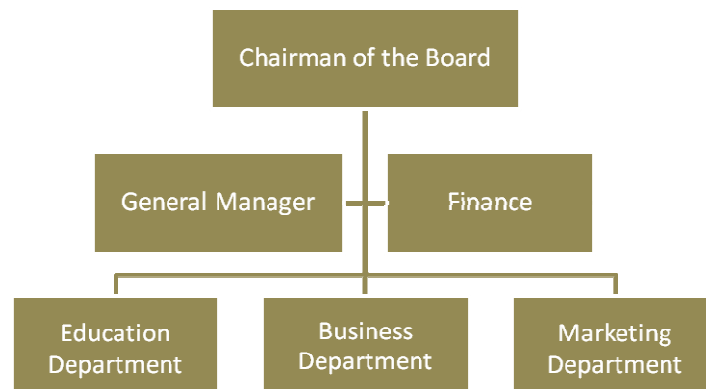 Chairman of the Board
General Manager
Finance
Education
Department
Business
Department
Marketing
Department